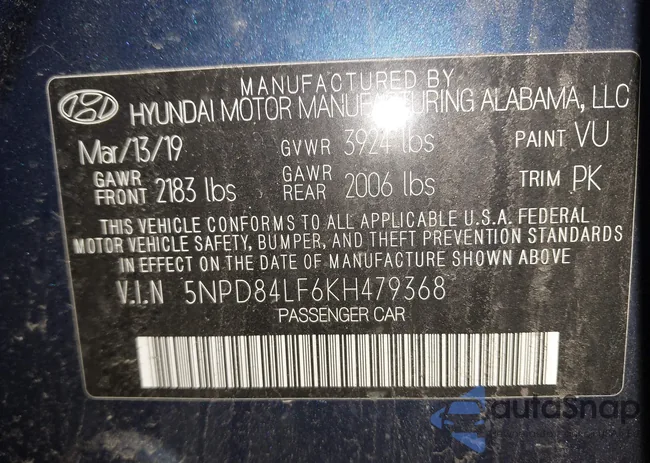 MANUFACTURED BY
HYUNDAI MOTOR MANUFACTURING ALABAMA, LLC
Mar/13/19 GVWR 3924 lbs PAINT VU
GAWR FRONT 2183 lbs GAWR REAR 2006 lbs TRIM PK
THIS VEHICLE CONFORMS TO ALL APPLICABLE U.S.A. FEDERAL
MOTOR VEHICLE SAFETY, BUMPER, AND THEFT PREVENTION STANDARDS
IN EFFECT ON THE DATE OF MANUFACTURE SHOWN ABOVE.
V.I.N 5NPD84LF6KH479368
PASSENGER CAR
autoSnap